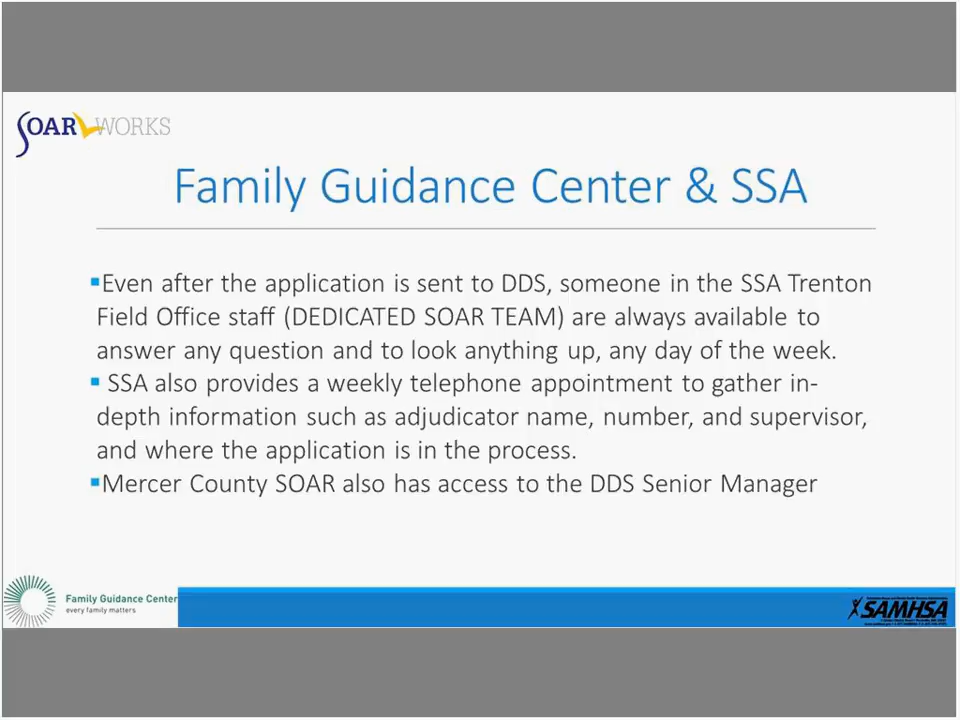 SOAR WORKS
Family Guidance Center & SSA
▪Even after the application is sent to DDS, someone in the SSA Trenton
Field Office staff (DEDICATED SOAR TEAM) are always available to
answer any question and to look anything up, any day of the week.
▪ SSA also provides a weekly telephone appointment to gather in-
depth information such as adjudicator name, number, and supervisor,
and where the application is in the process.
▪Mercer County SOAR also has access to the DDS Senior Manager
Family Guidance Center
every family matters
SAMHSA